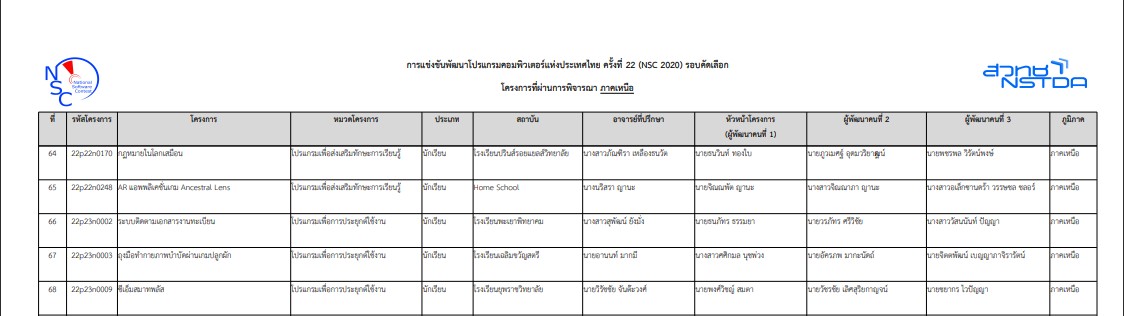 NSC
National
Software
Contest
การแข่งขันพัฒนาโปรแกรมคอมพิวเตอร์แห่งประเทศไทย ครั้งที่ 22 (NSC 2020) รอบคัดเลือก
โครงการที่ผ่านการพิจารณา ภาคเหนือ
สวทช
NSTDA
ที่ รหัสโครงการ โครงการ หมวดโครงการ ประเภท สถาบัน อาจารย์ที่ปรึกษา หัวหน้าโครงการ ผู้พัฒนาคนที่ 2 ผู้พัฒนาคนที่ 3 ภูมิภาค
(ผู้พัฒนาคนที่ 1)
64 22p22n0170 กฎหมายในโลกเสมือน โปรแกรมเพื่อส่งเสริมทักษะการเรียนรู้ นักเรียน โรงเรียนปรินส์รอยแยลส์วิทยาลัย นางสาวภัณฑิรา เหลืองธนวัด นายธนวินท์ ทองใบ นายภูวเมศฐ์ นายพชรพล วิรัตน์พงษ์ ภาคเหนือ
65 22p22n0248 AR แอพพลิเคชั่นเกม Ancestral Lens โปรแกรมเพื่อส่งเสริมทักษะการเรียนรู้ นักเรียน Home School นางนริสรา ญานะ นายจิณณพัต ญานะ นางสาวจิณณาภา ญานะ นางสาวอเล็กซานดร้า วรรษชล ชลอร์ ภาคเหนือ
66 22p23n0002 ระบบติดตามเอกสารงานทะเบียน โปรแกรมเพื่อการประยุกต์ใช้งาน นักเรียน โรงเรียนพะเยาพิทยาคม นางสาวสุพัฒน์ ยังมั่ง นายธนภัทร ธรรมยา นายวรภัทร ศรีวิชัย นางสาววัสนนันท์ ปัญญา ภาคเหนือ
67 22p23n0003 ถุงมือทำกายภาพบำบัดผ่านเกมปลูกผัก โปรแกรมเพื่อการประยุกต์ใช้งาน นักเรียน โรงเรียนเฉลิมขวัญสตรี นายอานนท์ มากมี นางสาวศศิกมล นุชพ่วง นายอัครภพ มากะนัดถ์ นายจิตตพัฒน์ เบญญาภาจิรารัตน์ ภาคเหนือ
68 22p23n0009 ซีเอ็มสมาทพลัส โปรแกรมเพื่อการประยุกต์ใช้งาน นักเรียน โรงเรียนยุพราชวิทยาลัย นายวิรัชชัย จันต๊ะวงค์ นายพงศ์วิชญ์ สมดา นายวัชรชัย เลิศสุริยกาญจน์ นายชยากร ไวปัญญา ภาคเหนือ